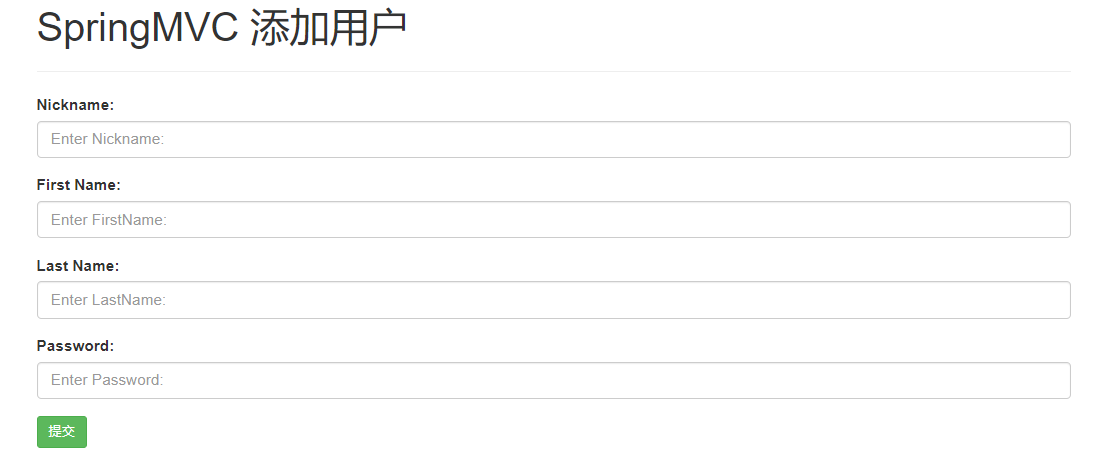 SpringMVC 添加用户
Nickname:
Enter Nickname:
First Name:
Enter FirstName:
Last Name:
Enter LastName:
Password:
Enter Password:
提交